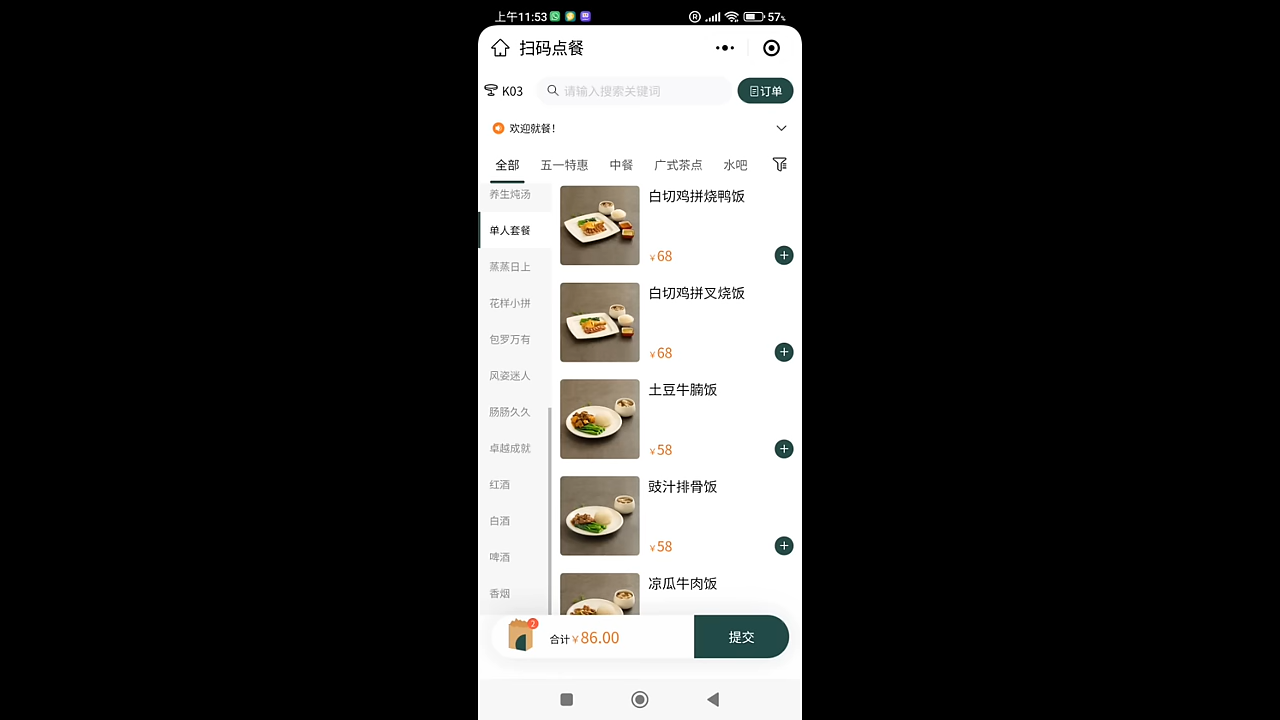 上午11:53
57%
扫码点餐
K03
请输入搜索关键词
订单
欢迎就餐！
全部 五一特惠 中餐 广式茶点 水吧
养生炖汤
单人套餐
蒸蒸日上
花样小拼
包罗万有
风姿迷人
肠肠久久
卓越成就
红酒
白酒
啤酒
香烟
白切鸡拼烧鸭饭
¥68
白切鸡拼叉烧饭
¥68
土豆牛腩饭
¥58
豉汁排骨饭
¥58
凉瓜牛肉饭
2
合计¥86.00
提交